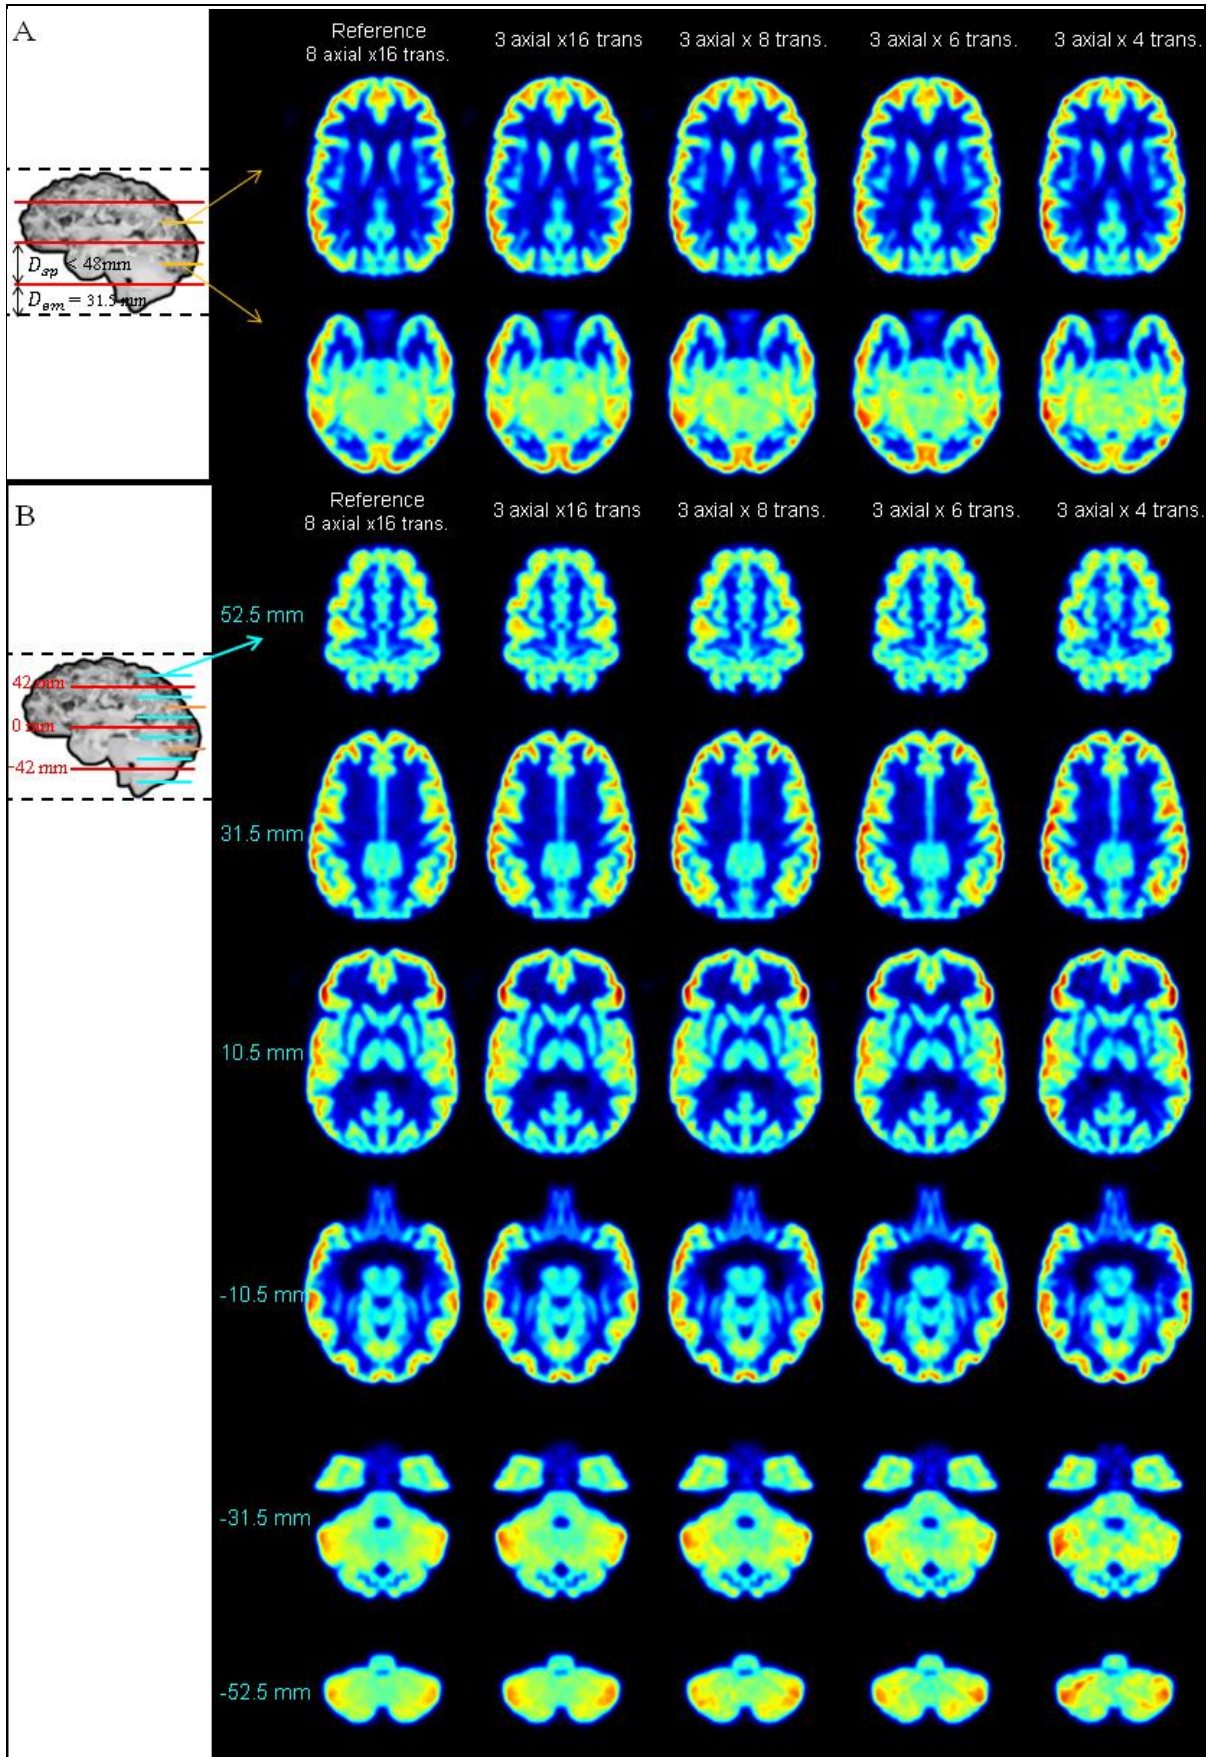 A
Reference
8 axial x16 trans.
3 axial x16 trans
3 axial x 8 trans.
3 axial x 6 trans.
3 axial x 4 trans.
D_sp < 48mm
D_em = 31.5 mm
B
Reference
8 axial x16 trans.
3 axial x16 trans
3 axial x 8 trans.
3 axial x 6 trans.
3 axial x 4 trans.
52.5 mm
42 mm
0 mm
-42 mm
31.5 mm
10.5 mm
-10.5 mm
-31.5 mm
-52.5 mm